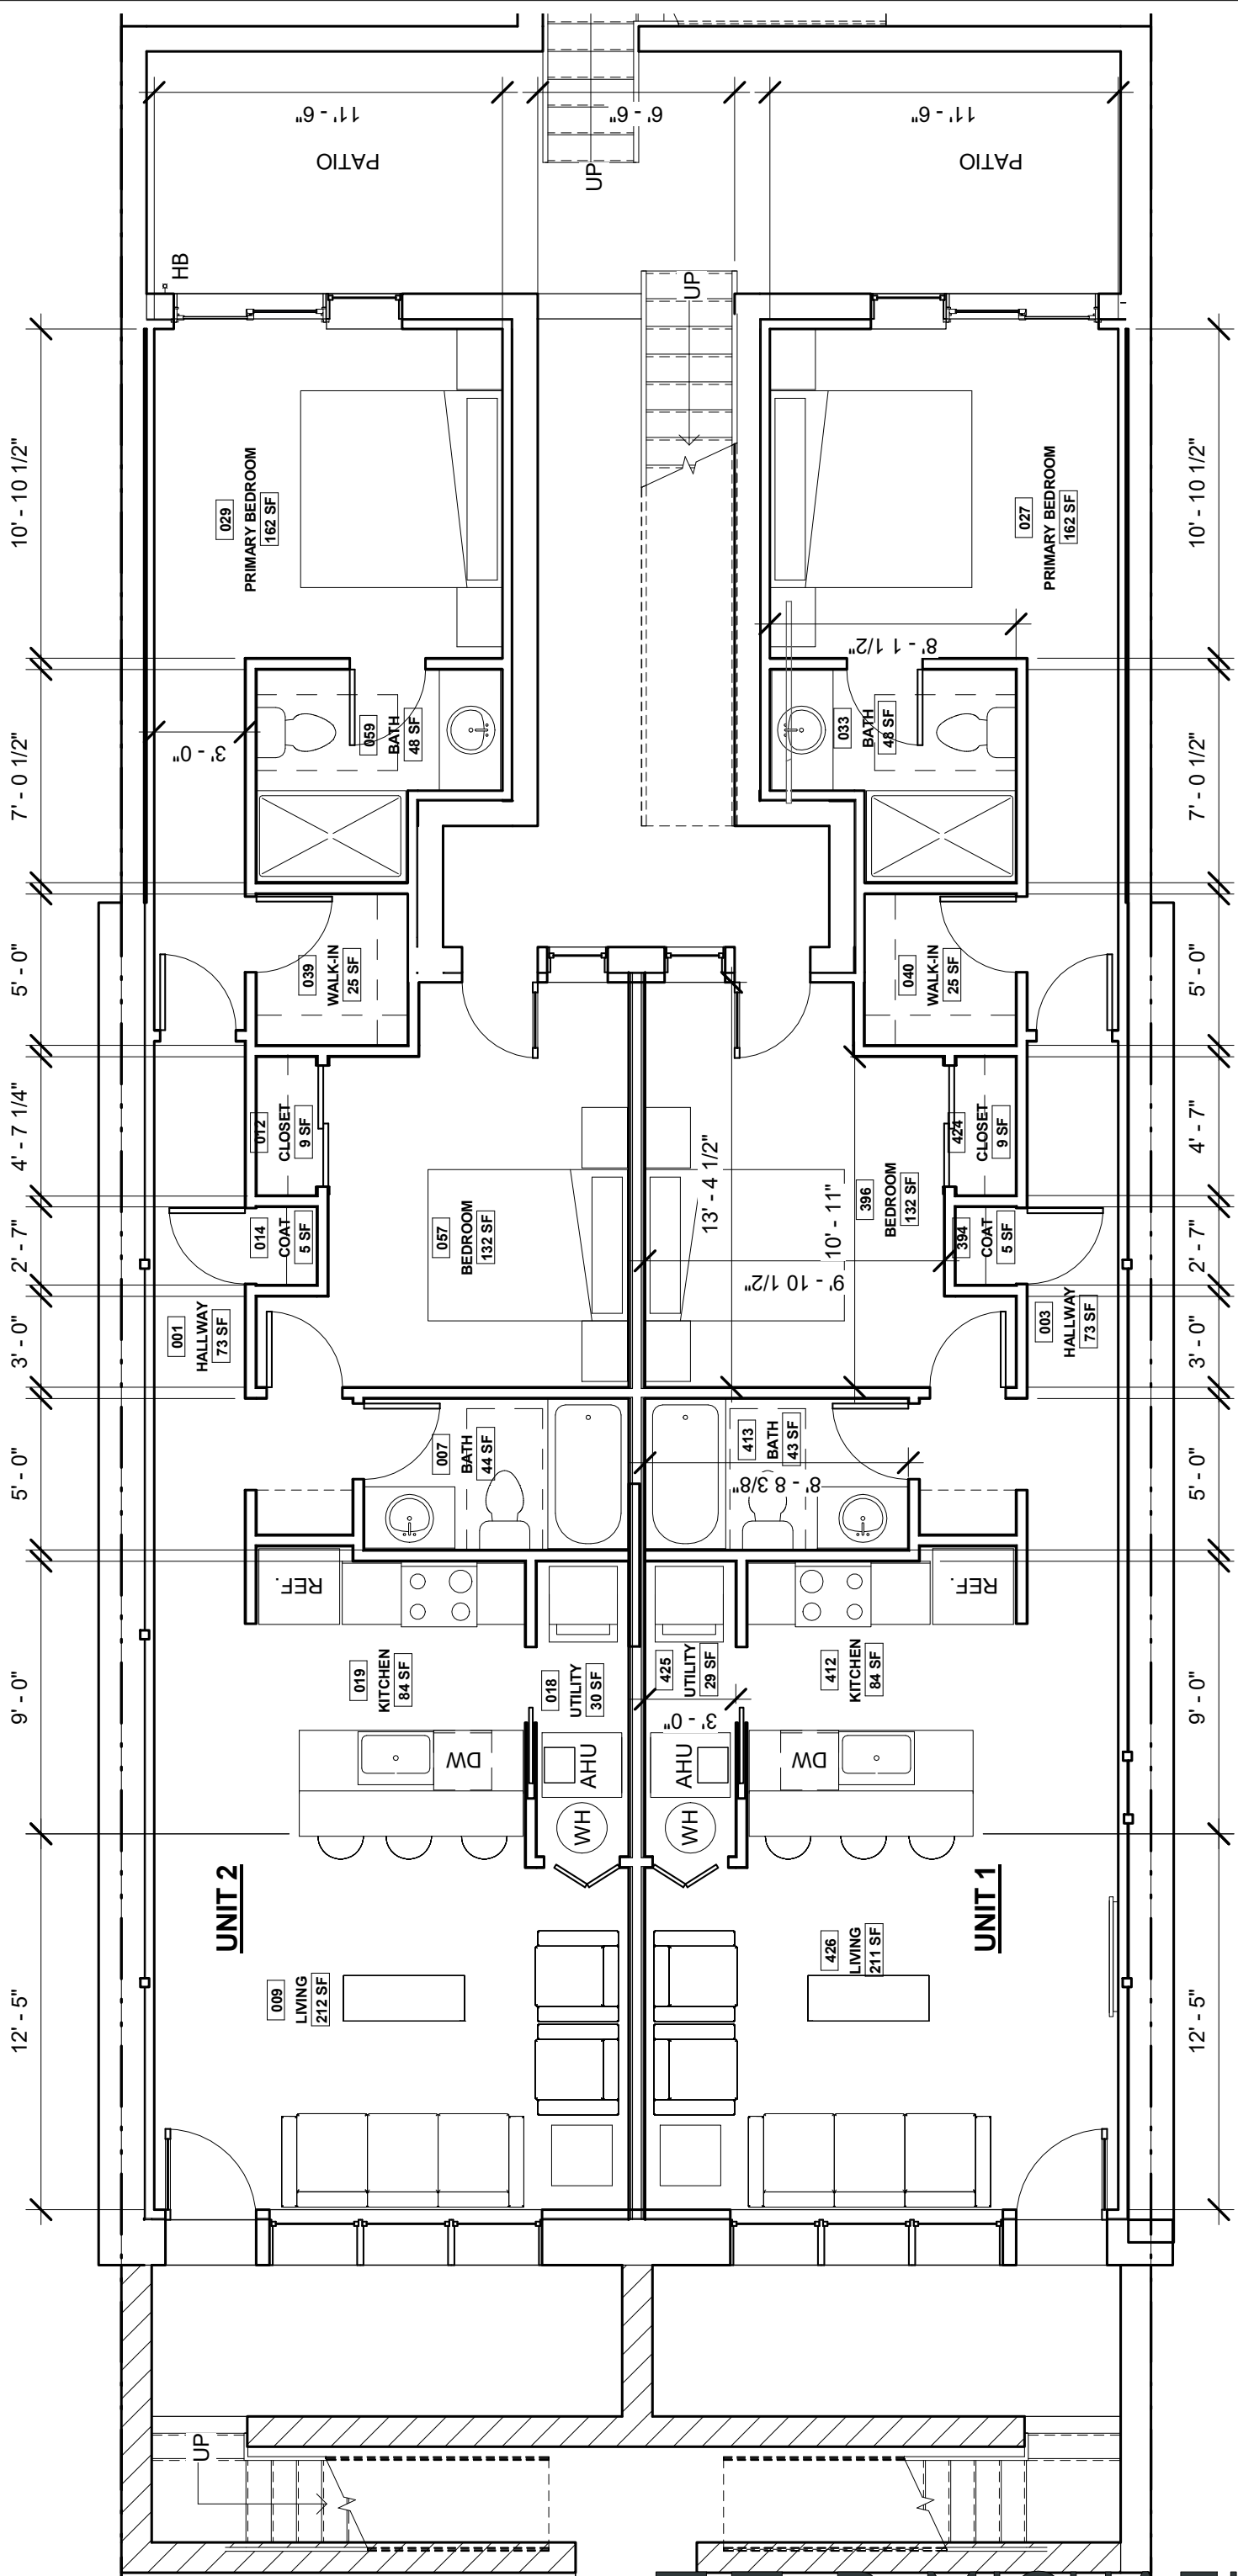 11' - 6"
6' - 6"
11' - 6"
PATIO
UP
PATIO
HB
UP
10' - 10 1/2"
029
PRIMARY BEDROOM
162 SF
027
PRIMARY BEDROOM
162 SF
10' - 10 1/2"
8' - 1 1/2"
7' - 0 1/2"
3' - 0"
059
BATH
48 SF
033
BATH
48 SF
7' - 0 1/2"
5' - 0"
039
WALK-IN
25 SF
040
WALK-IN
25 SF
5' - 0"
4' - 7 1/4"
012
CLOSET
9 SF
424
CLOSET
9 SF
4' - 7"
13' - 4 1/2"
10' - 11"
9' - 10 1/2"
2' - 7"
014
COAT
5 SF
057
BEDROOM
132 SF
396
BEDROOM
132 SF
394
COAT
5 SF
2' - 7"
3' - 0"
001
HALLWAY
73 SF
003
HALLWAY
73 SF
3' - 0"
5' - 0"
007
BATH
44 SF
413
BATH
43 SF
8' - 8 3/8"
5' - 0"
REF.
REF.
9' - 0"
019
KITCHEN
84 SF
018
UTILITY
30 SF
425
UTILITY
29 SF
412
KITCHEN
84 SF
9' - 0"
3' - 0"
DW
AHU
AHU
DW
WH
WH
UNIT 2
UNIT 1
12' - 5"
009
LIVING
212 SF
426
LIVING
211 SF
12' - 5"
UP